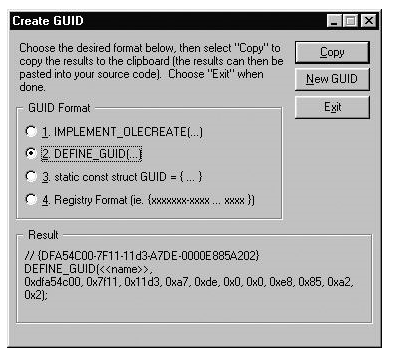 Create GUID
Choose the desired format below, then select "Copy" to
copy the results to the clipboard (the results can then be
pasted into your source code). Choose "Exit" when
done.
Copy
New GUID
Exit
GUID Format
1. IMPLEMENT_OLECREATE(...)
2. DEFINE_GUID(...)
3. static const struct GUID = { ... }
4. Registry Format (ie. {xxxxxxx-xxxx ... xxxx })
Result
// {DFA54C00-7F11-11d3-A7DE-0000E885A202}
DEFINE_GUID(<<name>>,
0xdfa54c00, 0x7f11, 0x11d3, 0xa7, 0xde, 0x0, 0x0, 0xe8, 0x85, 0xa2,
0x2);